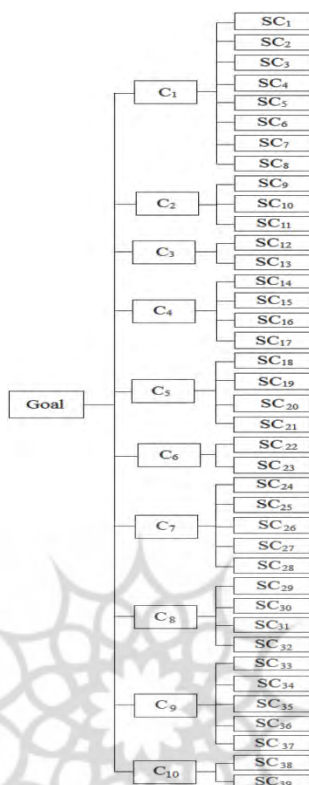 SC₁
SC₂
SC₃
SC₄
C₁
SC₅
SC₆
SC₇
SC₈
SC₉
C₂
SC₁₀
SC₁₁
SC₁₂
C₃
SC₁₃
SC₁₄
SC₁₅
C₄
SC₁₆
SC₁₇
SC₁₈
SC₁₉
C₅
Goal
SC₂₀
SC₂₁
SC₂₂
C₆
SC₂₃
SC₂₄
SC₂₅
C₇
SC₂₆
SC₂₇
SC₂₈
SC₂₉
SC₃₀
C₈
SC₃₁
SC₃₂
SC₃₃
SC₃₄
C₉
SC₃₅
SC₃₆
SC₃₇
SC₃₈
C₁₀
SC₃₉